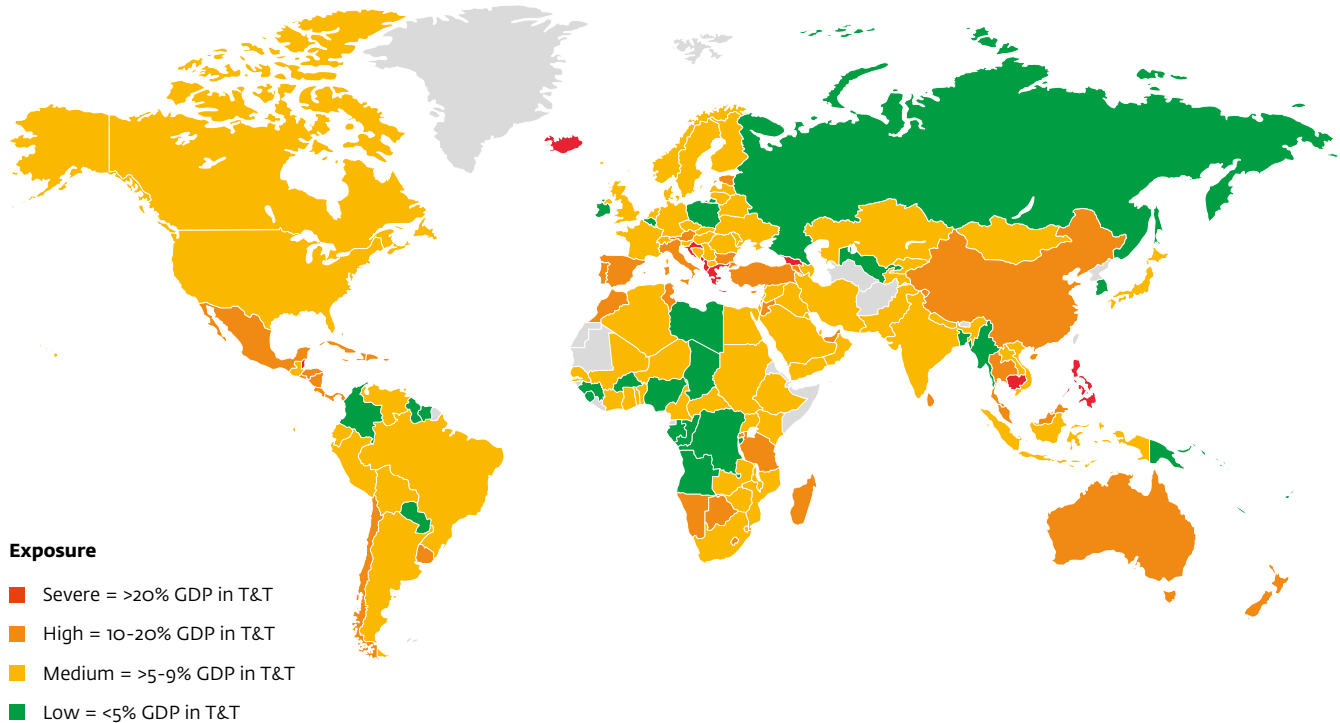 Exposure
Severe = >20% GDP in T&T
High = 10-20% GDP in T&T
Medium = >5-9% GDP in T&T
Low = <5% GDP in T&T